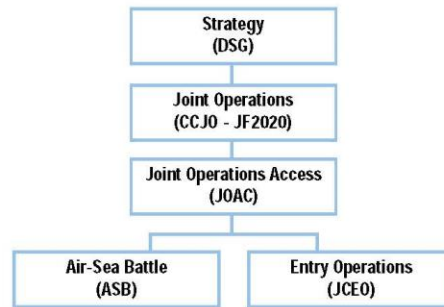 Strategy
(DSG)
Joint Operations
(CCJO - JF2020)
Joint Operations Access
(JOAC)
Air-Sea Battle
(ASB)
Entry Operations
(JCEO)